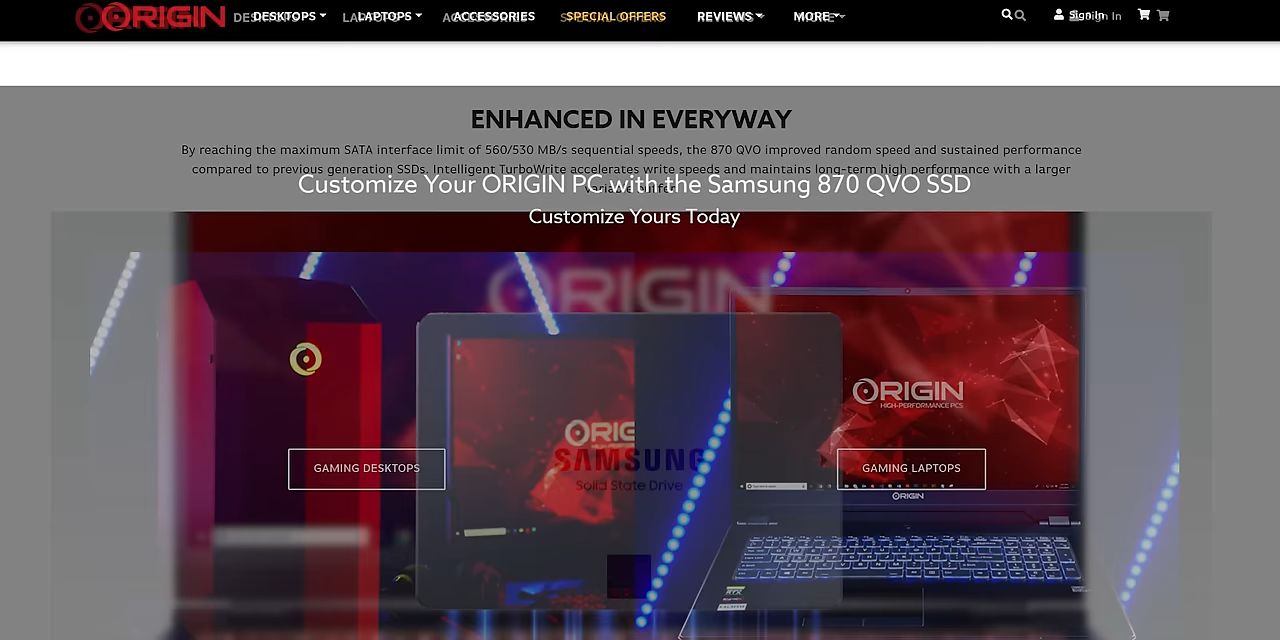 ORIGIN
DESKTOPS LAPTOPS ACCESSORIES SPECIAL OFFERS REVIEWS MORE Sign In
ENHANCED IN EVERYWAY
By reaching the maximum SATA interface limit of 560/530 MB/s sequential speeds, the 870 QVO improved random speed and sustained performance
compared to previous generation SSDs. Intelligent TurboWrite accelerates write speeds and maintains long-term high performance with a larger
variable buffer.
Customize Your ORIGIN PC with the Samsung 870 QVO SSD
Customize Yours Today
ORIGIN
ORIGIN
HIGH-PERFORMANCE PCS
ORIG
SAMSUNG
Solid State Drive
GAMING DESKTOPS
GAMING LAPTOPS
ORIGIN
RTX